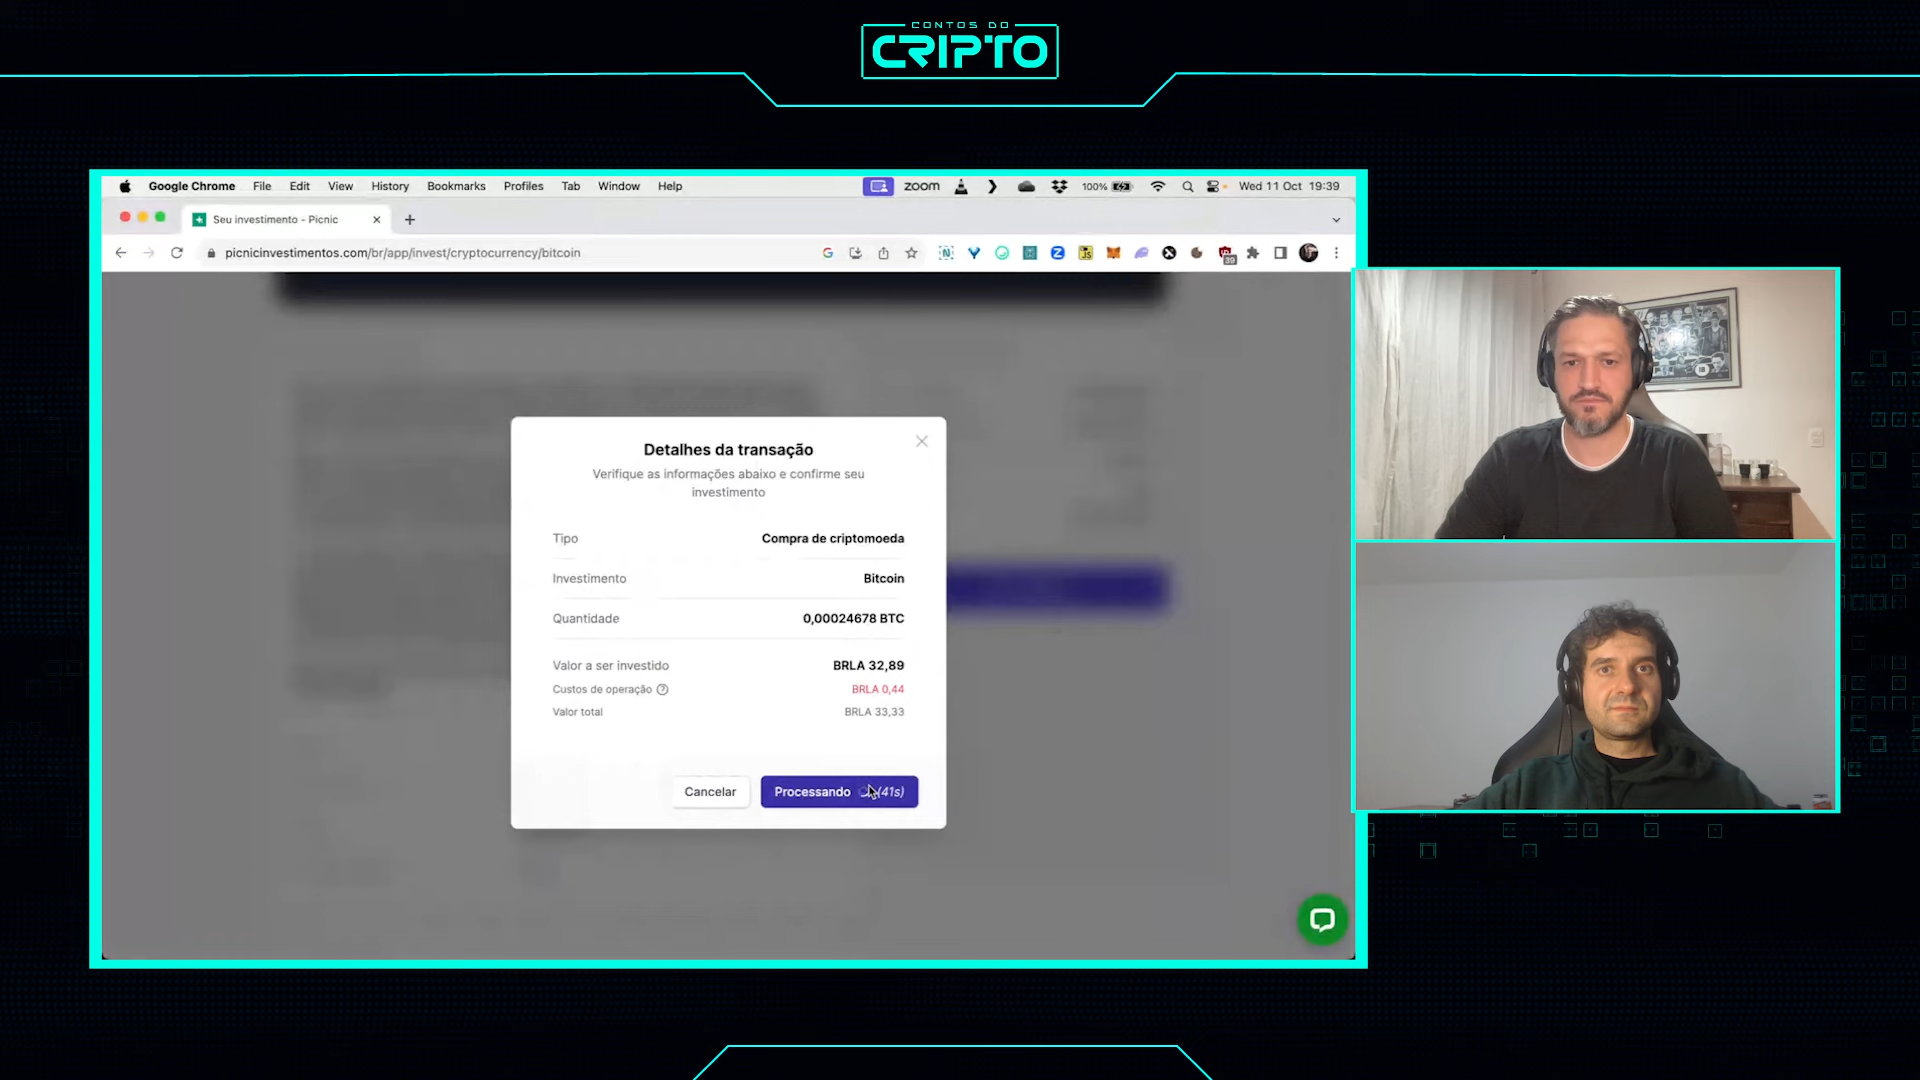 CONTOS DO
CRIPTO
Google Chrome File Edit View History Bookmarks Profiles Tab Window Help
zoom 100% Wed 11 Oct 19:39
Seu investimento - Picnic
picnicinvestimentos.com/br/app/invest/cryptocurrency/bitcoin
39
Detalhes da transação
Verifique as informações abaixo e confirme seu
investimento
Tipo Compra de criptomoeda
Investimento Bitcoin
Quantidade 0,00024678 BTC
Valor a ser investido BRLA 32,89
Custos de operação BRLA 0,44
Valor total BRLA 33,33
Cancelar Processando (41s)